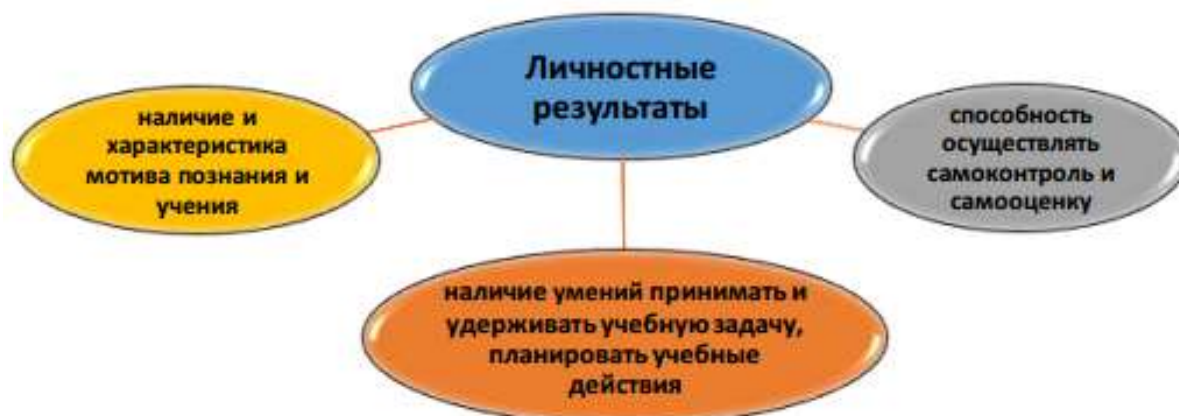 Личностные
результаты
наличие и
характеристика
мотива познания и
учения
способность
осуществлять
самоконтроль и
самооценку
наличие умений принимать и
удерживать учебную задачу,
планировать учебные
действия